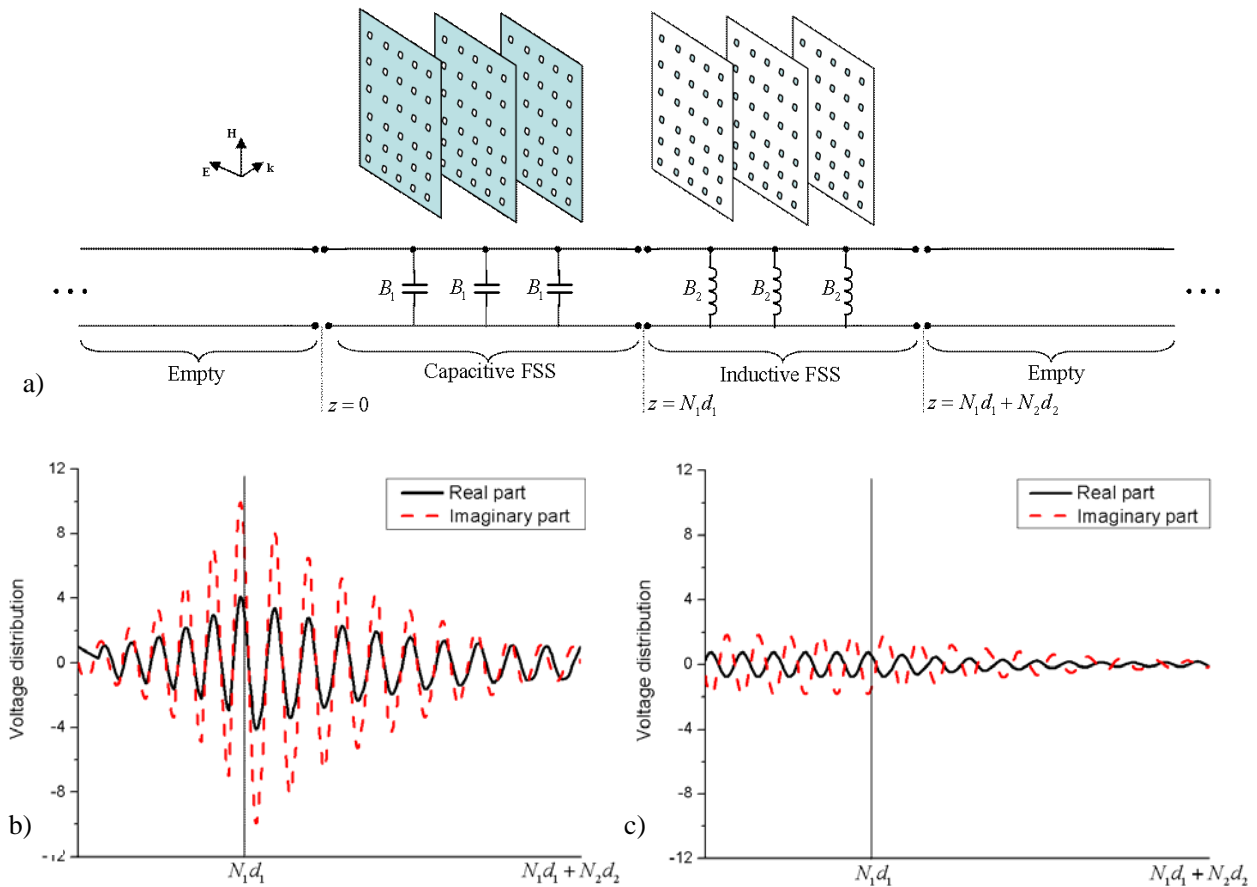 H
E
k
. . .
B₁
B₁
B₁
B₂
B₂
B₂
. . .
Empty
Capacitive FSS
Inductive FSS
Empty
a)
z = 0
z = N₁d₁
z = N₁d₁ + N₂d₂
12
8
4
0
-4
-8
-12
Voltage distribution
Real part
Imaginary part
b)
N₁d₁
N₁d₁ + N₂d₂
12
8
4
0
-4
-8
-12
Voltage distribution
Real part
Imaginary part
c)
N₁d₁
N₁d₁ + N₂d₂